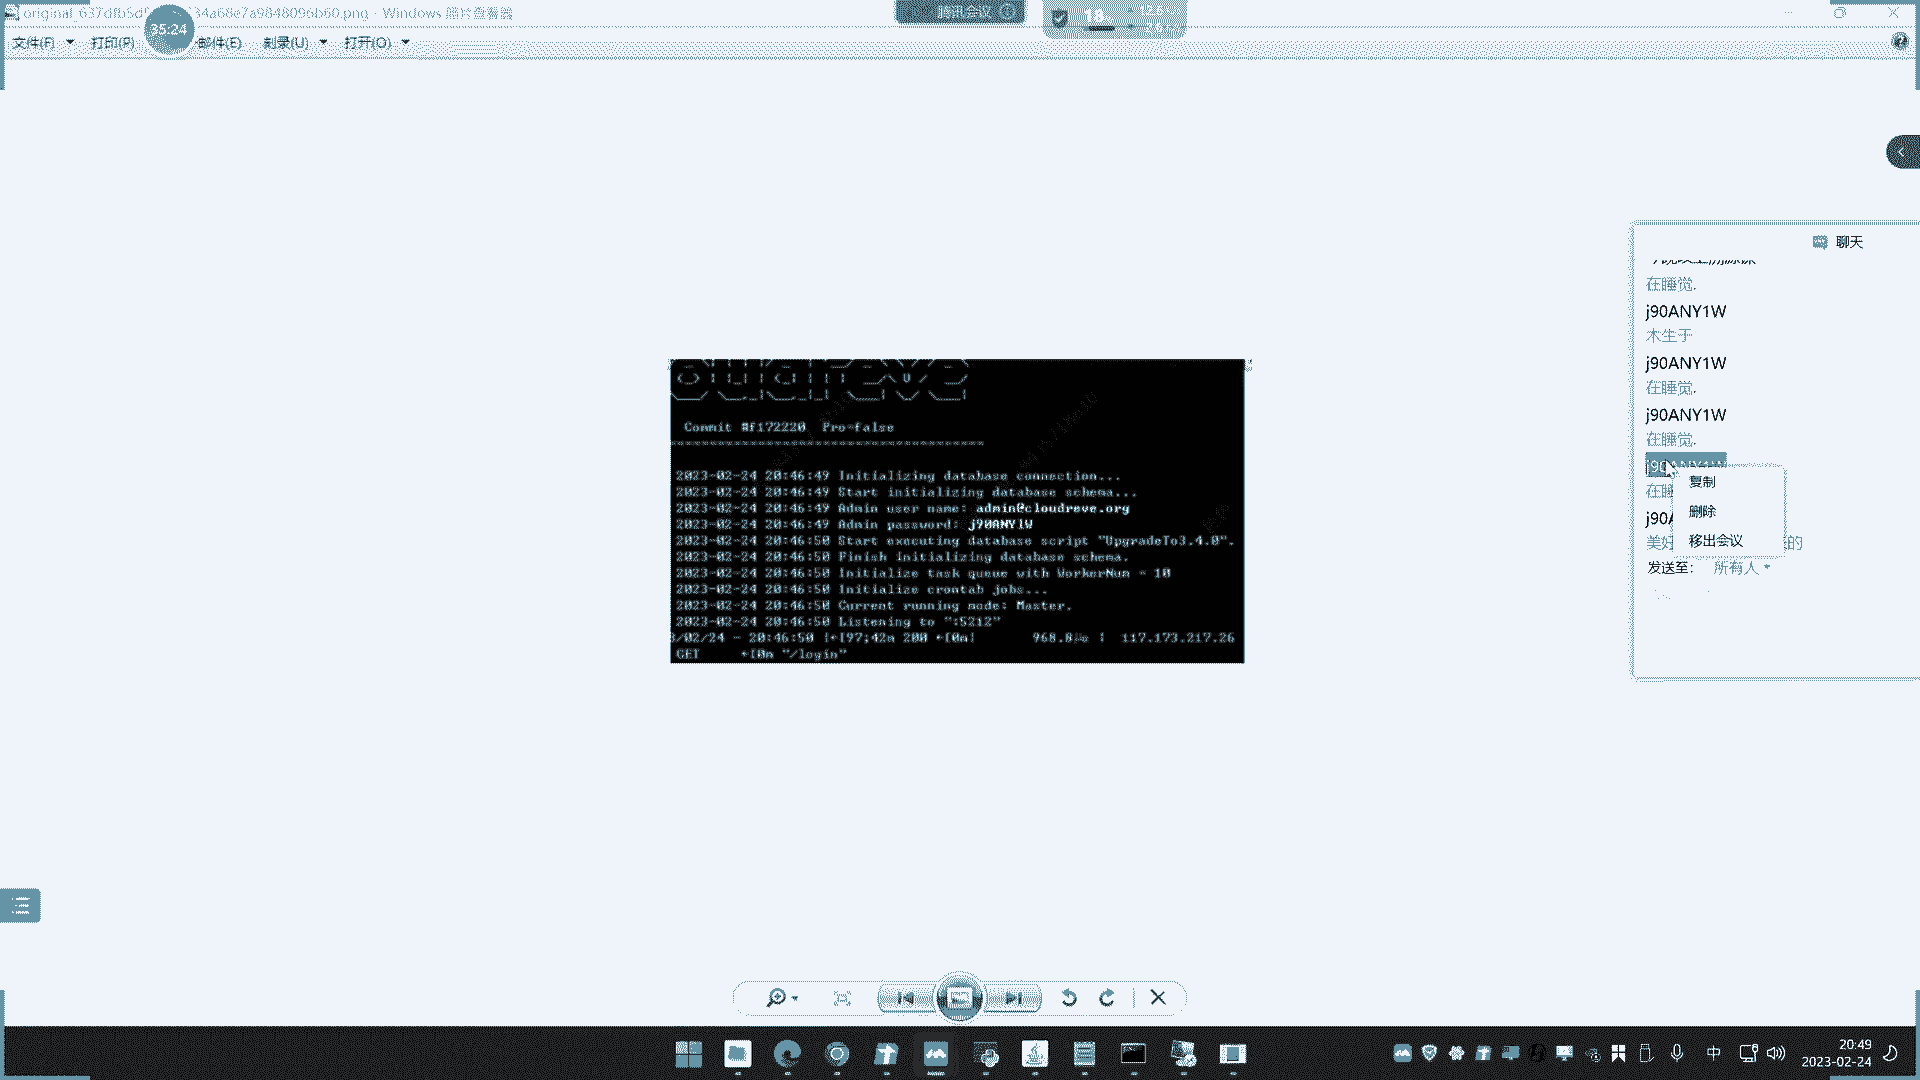 Windows 照片查看器
35:24
腾讯会议
18
文件(F)
打印(P)
邮件(E)
刻录(U)
打开(O)
Commit #f172220 Pro=false
================================================
2023-02-24 20:46:49 Initializing database connection...
2023-02-24 20:46:49 Start initializing database schema...
2023-02-24 20:46:49 Admin user name: admin@cloudreve.org
2023-02-24 20:46:49 Admin password: j90ANY1W
2023-02-24 20:46:50 Start executing database script "UpgradeTo3.4.0".
2023-02-24 20:46:50 Finish initializing database schema.
2023-02-24 20:46:50 Initialize task queue with WorkerNum = 10
2023-02-24 20:46:50 Initialize crontab jobs...
2023-02-24 20:46:50 Current running mode: Master.
2023-02-24 20:46:50 Listening to ":5212"
3/02/24 - 20:46:50 |←[97;42m 200 ←[0m| 968.8 | 117.173.217.26
GET ←[0m "/login"
聊天
在睡觉.
j90ANY1W
木生于
j90ANY1W
在睡觉.
j90ANY1W
在睡觉.
j90ANY1W
在睡
j90A
美好
的
复制
删除
移出会议
发送至:
所有人
中
20:49
2023-02-24